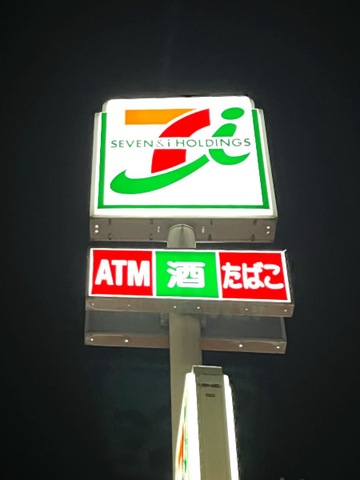 SEVEN & i HOLDINGS
ATM 酒 たばこ